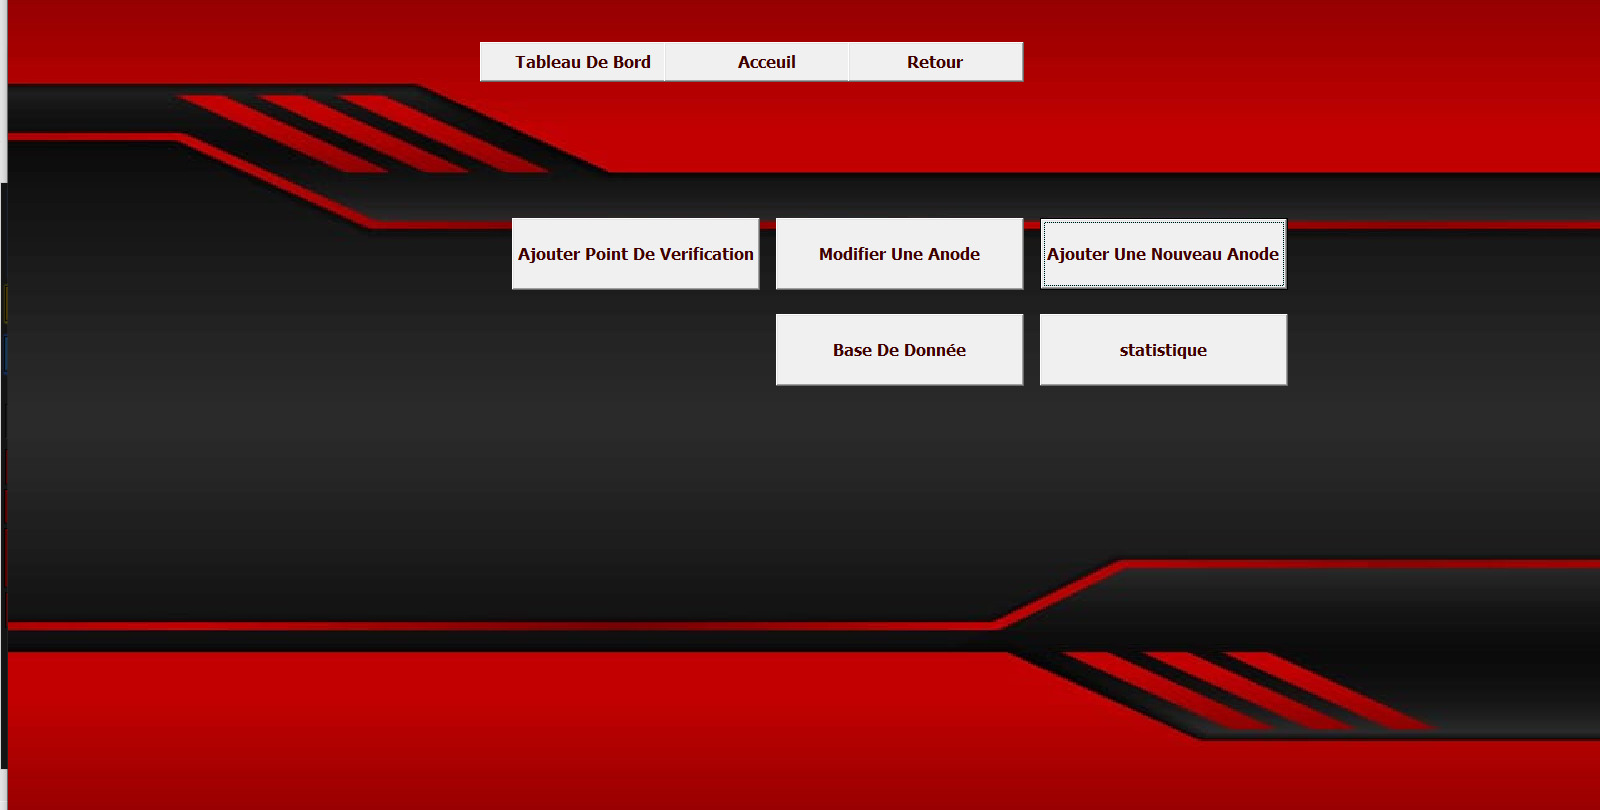 Tableau De Bord
Acceuil
Retour
Ajouter Point De Verification
Modifier Une Anode
Ajouter Une Nouveau Anode
Base De Donnée
statistique